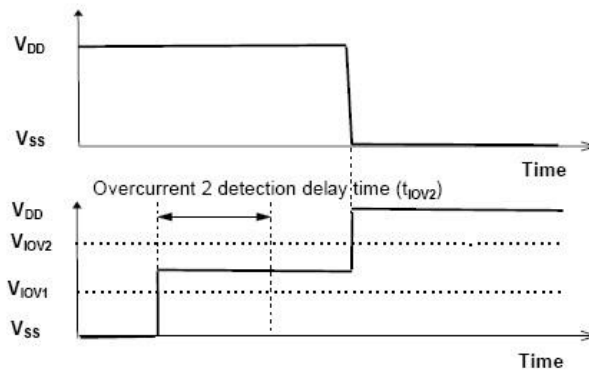 VDD
VSS
Time
Overcurrent 2 detection delay time (tIOV2)
VDD
VIOV2
VIOV1
VSS
Time